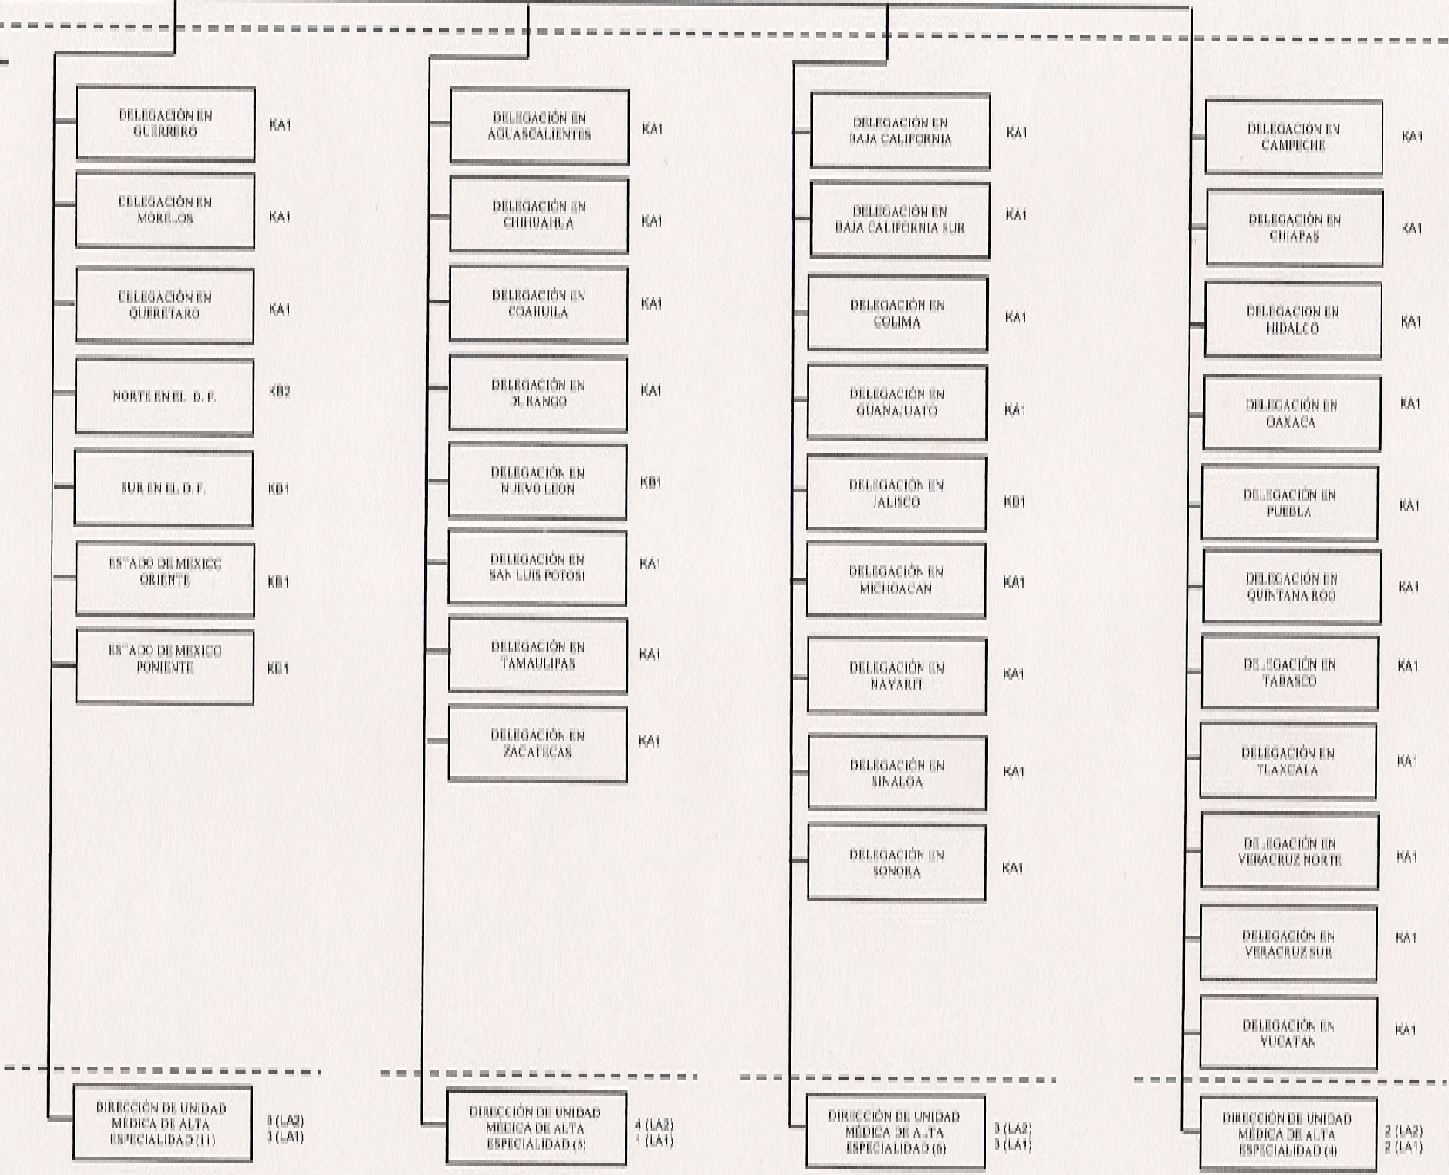 DELEGACIÓN EN
GUERRERO
KA1
DELEGACIÓN EN
MORELOS
KA1
DELEGACIÓN EN
QUERETARO
KA1
NORTE EN EL D. F.
KB2
SUR EN EL D. F.
KB1
ESTADO DE MEXICO
ORIENTE
KB1
ESTADO DE MEXICO
PONIENTE
KB1
DIRECCIÓN DE UNIDAD
MÉDICA DE ALTA
ESPECIALIDAD (11)
8 (LA2)
3 (LA1)
DELEGACIÓN EN
AGUASCALIENTES
KA1
DELEGACIÓN EN
CHIHUAHUA
KA1
DELEGACIÓN EN
COAHUILA
KA1
DELEGACIÓN EN
DURANGO
KA1
DELEGACIÓN EN
NUEVO LEON
KB1
DELEGACIÓN EN
SAN LUIS POTOSI
KA1
DELEGACIÓN EN
TAMAULIPAS
KA1
DELEGACIÓN EN
ZACATECAS
KA1
DIRECCIÓN DE UNIDAD
MÉDICA DE ALTA
ESPECIALIDAD (5)
4 (LA2)
1 (LA1)
DELEGACIÓN EN
BAJA CALIFORNIA
KA1
DELEGACIÓN EN
BAJA CALIFORNIA SUR
KA1
DELEGACIÓN EN
COLIMA
KA1
DELEGACIÓN EN
GUANAJUATO
KA1
DELEGACIÓN EN
JALISCO
KB1
DELEGACIÓN EN
MICHOACAN
KA1
DELEGACIÓN EN
NAYARIT
KA1
DELEGACIÓN EN
SINALOA
KA1
DELEGACIÓN EN
SONORA
KA1
DIRECCIÓN DE UNIDAD
MÉDICA DE ALTA
ESPECIALIDAD (6)
3 (LA2)
3 (LA1)
DELEGACIÓN EN
CAMPECHE
KA1
DELEGACIÓN EN
CHIAPAS
KA1
DELEGACIÓN EN
HIDALGO
KA1
DELEGACIÓN EN
OAXACA
KA1
DELEGACIÓN EN
PUEBLA
KA1
DELEGACIÓN EN
QUINTANA ROO
KA1
DELEGACIÓN EN
TABASCO
KA1
DELEGACIÓN EN
TLAXCALA
KA1
DELEGACIÓN EN
VERACRUZ NORTE
KA1
DELEGACIÓN EN
VERACRUZ SUR
KA1
DELEGACIÓN EN
YUCATAN
KA1
DIRECCIÓN DE UNIDAD
MÉDICA DE ALTA
ESPECIALIDAD (4)
2 (LA2)
2 (LA1)